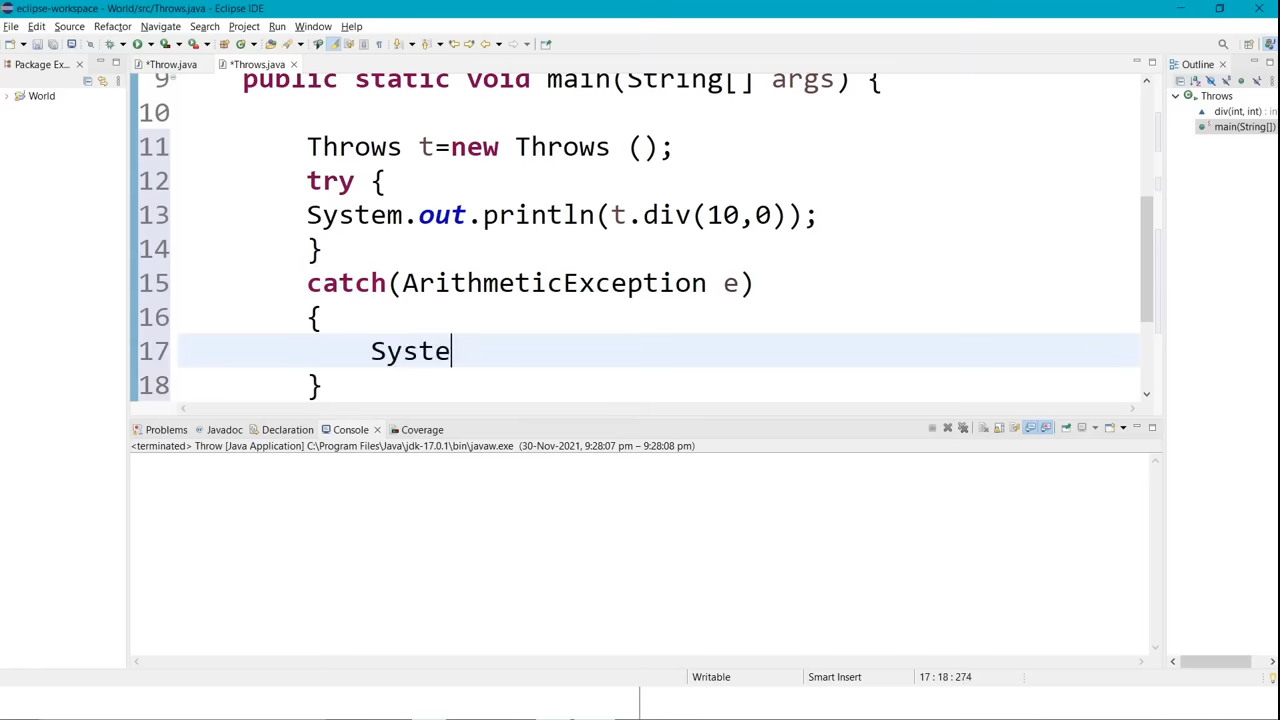 eclipse-workspace - World/src/Throws.java - Eclipse IDE
File Edit Source Refactor Navigate Search Project Run Window Help
Package Ex...
*Throw.java
*Throws.java
Outline
World
Throws
div(int, int) : in
main(String[])
9 public static void main(String[] args) {
10
11 Throws t=new Throws ();
12 try {
13 System.out.println(t.div(10,0));
14 }
15 catch(ArithmeticException e)
16 {
17 Syste
18 }
Problems Javadoc Declaration Console Coverage
<terminated> Throw [Java Application] C:\Program Files\Java\jdk-17.0.1\bin\javaw.exe (30-Nov-2021, 9:28:07 pm – 9:28:08 pm)
Writable Smart Insert 17 : 18 : 274